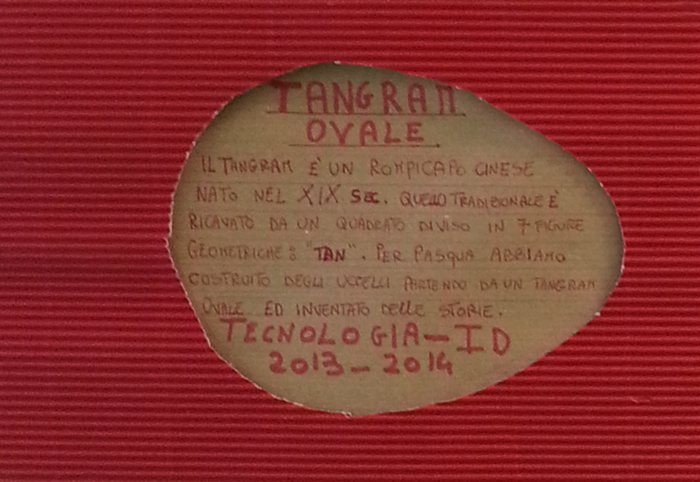 TANGRAM
OVALE
IL TANGRAM E' UN ROMPICAPO CINESE
NATO NEL XIX SEC. QUELLO TRADIZIONALE È
RICAVATO DA UN QUADRATO DIVISO IN 7 FIGURE
GEOMETRICHE: "TAN". PER PASQUA ABBIAMO
COSTRUITO DEGLI UCCELLI PARTENDO DA UN TANGRAM
OVALE ED INVENTATO delle STORIE.
TECNOLOGIA-ID
2013-2014